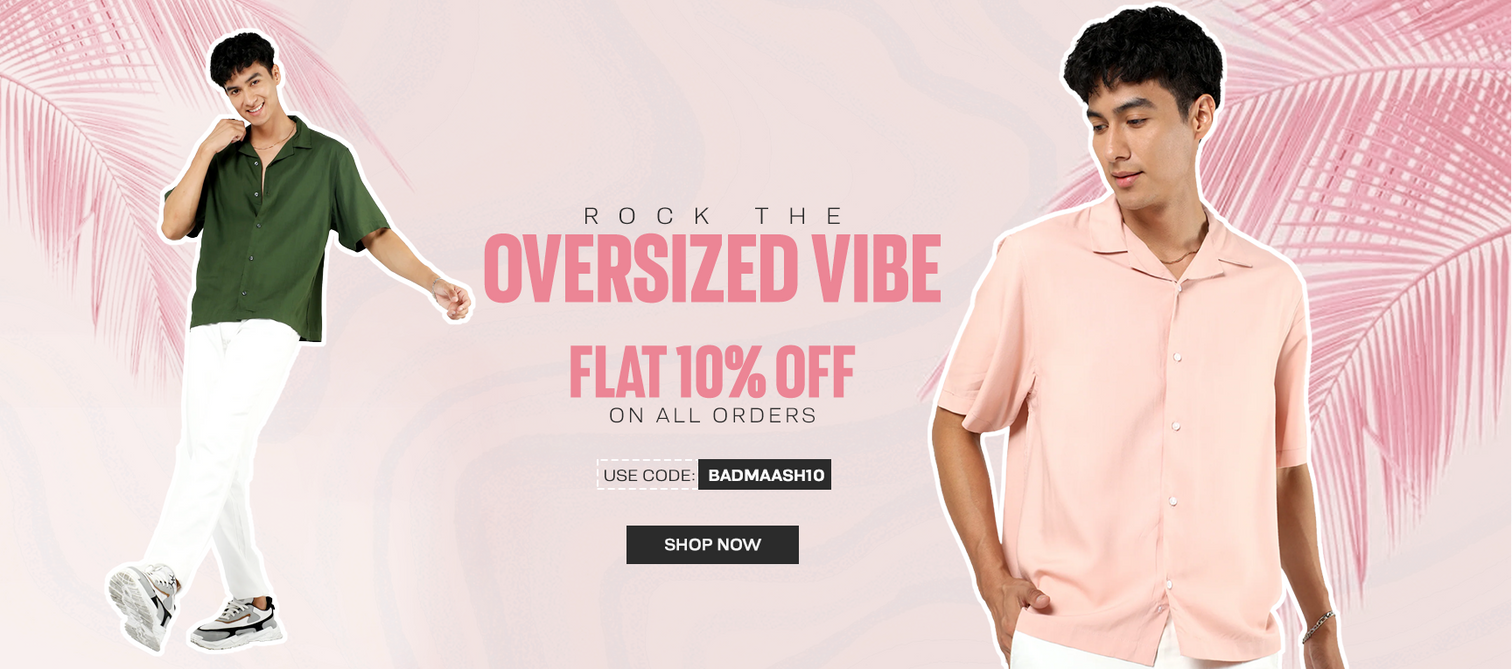 ROCK THE
OVERSIZED VIBE
FLAT 10% OFF
ON ALL ORDERS
USE CODE: BADMAASH10
SHOP NOW